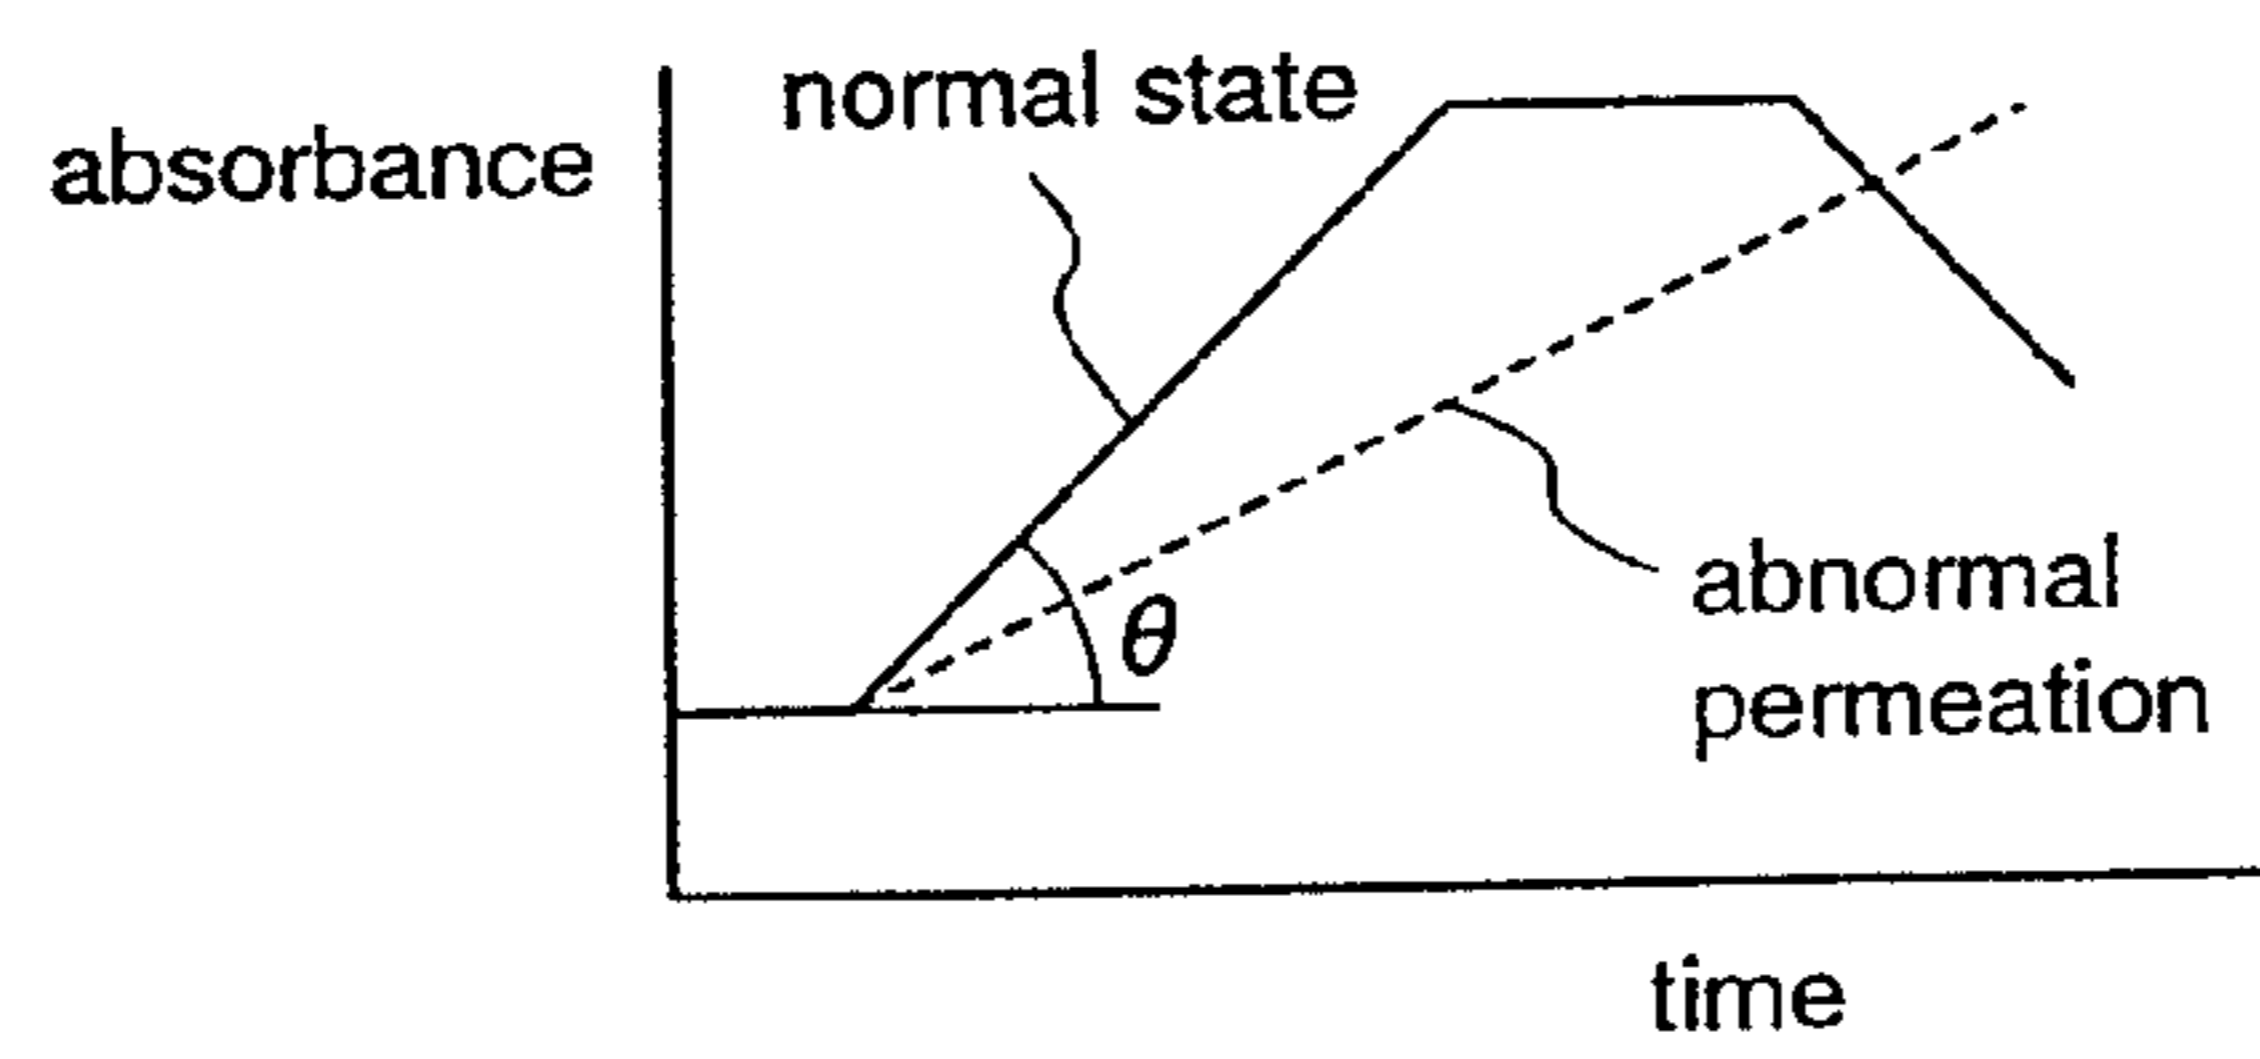 normal state
absorbance
θ
abnormal
permeation
time